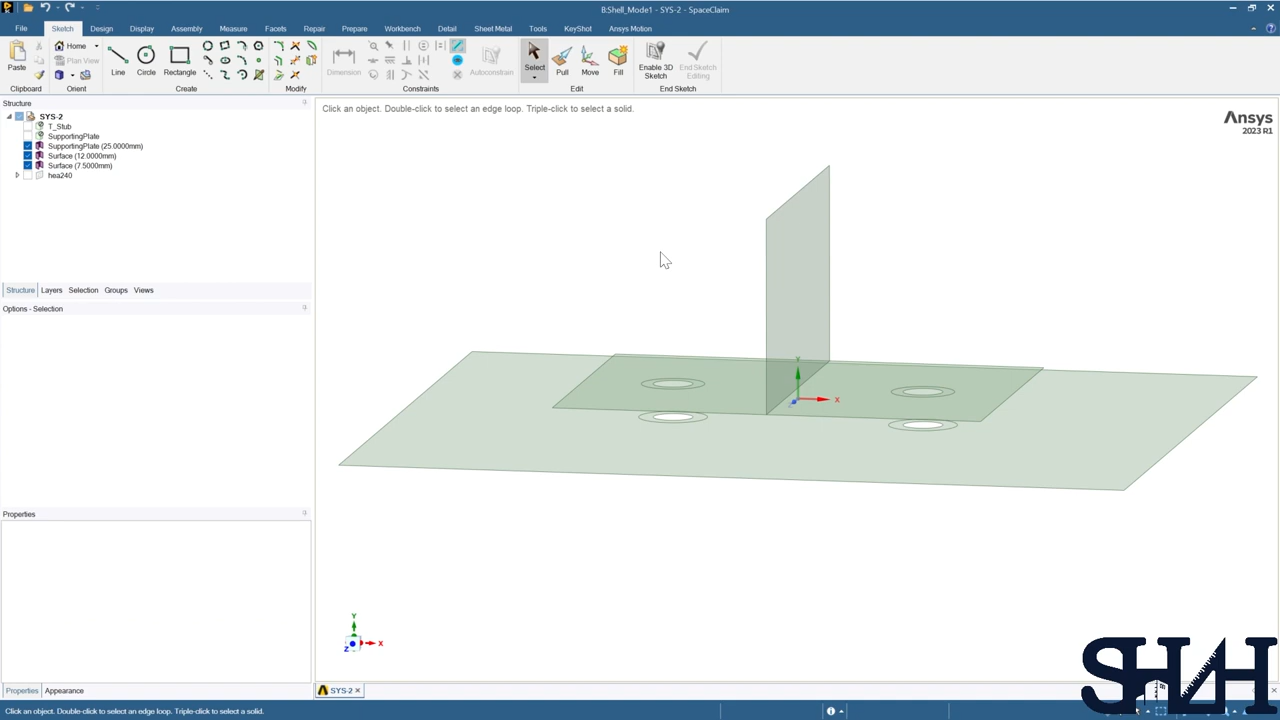 B:Shell_Mode1 - SYS-2 - SpaceClaim
File Sketch Design Display Assembly Measure Facets Repair Prepare Workbench Detail Sheet Metal Tools KeyShot Ansys Motion
Paste Home Plan View Line Circle Rectangle Dimension Autoconstrain Select Pull Move Fill Enable 3D Sketch End Sketch Editing
Clipboard Orient Create Modify Constraints Edit End Sketch
Structure
SYS-2
T_Stub
SupportingPlate
SupportingPlate (25.0000mm)
Surface (12.0000mm)
Surface (7.5000mm)
hea240
Structure Layers Selection Groups Views
Options - Selection
Properties
Properties Appearance
Click an object. Double-click to select an edge loop. Triple-click to select a solid.
Ansys
2023 R1
Y
X
Z
Y
X
Z
SYS-2
Click an object. Double-click to select an edge loop. Triple-click to select a solid.